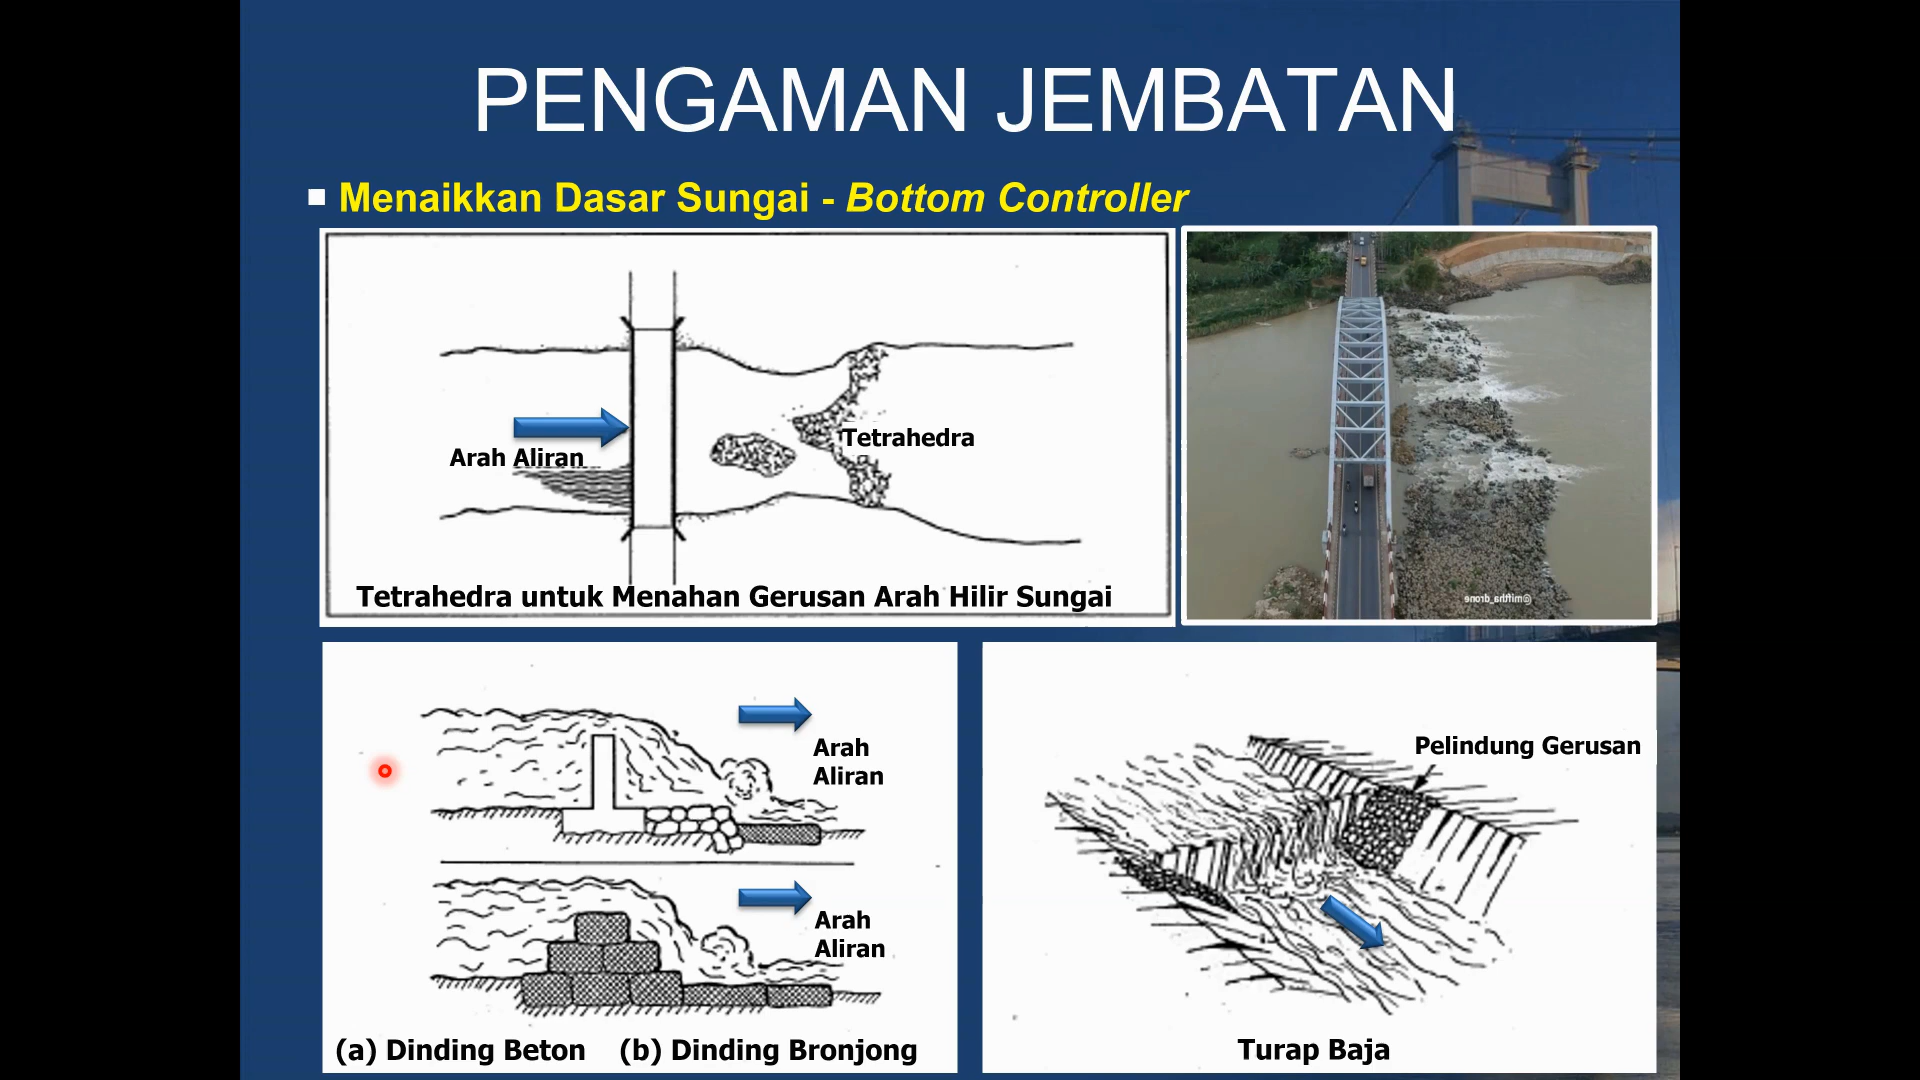 PENGAMAN JEMBATAN
Menaikkan Dasar Sungai - Bottom Controller
Arah Aliran
Tetrahedra
Tetrahedra untuk Menahan Gerusan Arah Hilir Sungai
@miftha_drone
Arah
Aliran
Arah
Aliran
(a) Dinding Beton (b) Dinding Bronjong
Pelindung Gerusan
Turap Baja